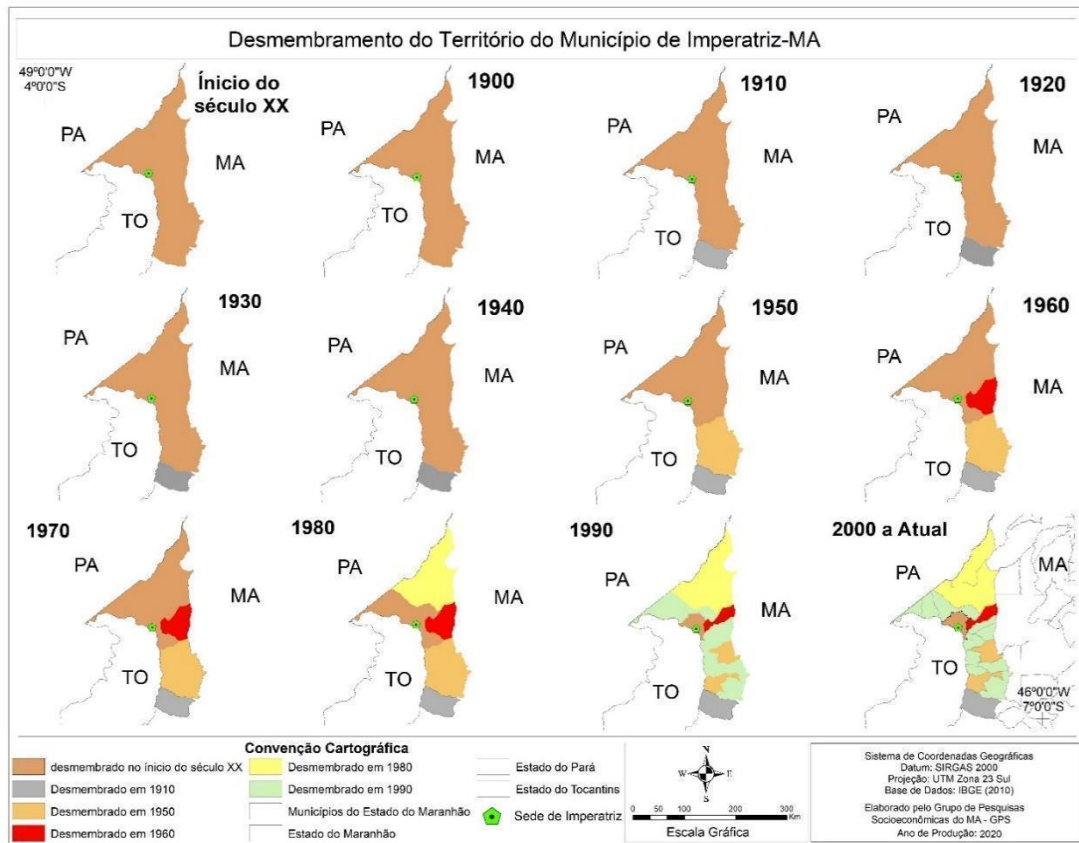 Desmembramento do Território do Município de Imperatriz-MA
49º0'0"W
4º0'0"S
Ínicio do
século XX
PA
MA
TO
1900
PA
MA
TO
1910
PA
MA
TO
1920
PA
MA
TO
1930
PA
MA
TO
1940
PA
MA
TO
1950
PA
MA
TO
1960
PA
MA
TO
1970
PA
MA
TO
1980
PA
MA
TO
1990
PA
MA
TO
2000 a Atual
PA
MA
TO
46º0'0"W
7º0'0"S
Convenção Cartográfica
desmembrado no ínicio do século XX
Desmembrado em 1910
Desmembrado em 1950
Desmembrado em 1960
Desmembrado em 1980
Desmembrado em 1990
Municípios do Estado do Maranhão
Estado do Maranhão
Estado do Pará
Estado do Tocantins
Sede de Imperatriz
N
W E
S
0 50 100 200 300
Km
Escala Gráfica
Sistema de Coordenadas Geográficas
Datum: SIRGAS 2000
Projeção: UTM Zona 23 Sul
Base de Dados: IBGE (2010)
Elaborado pelo Grupo de Pesquisas
Socioeconômicas do MA - GPS
Ano de Produção: 2020